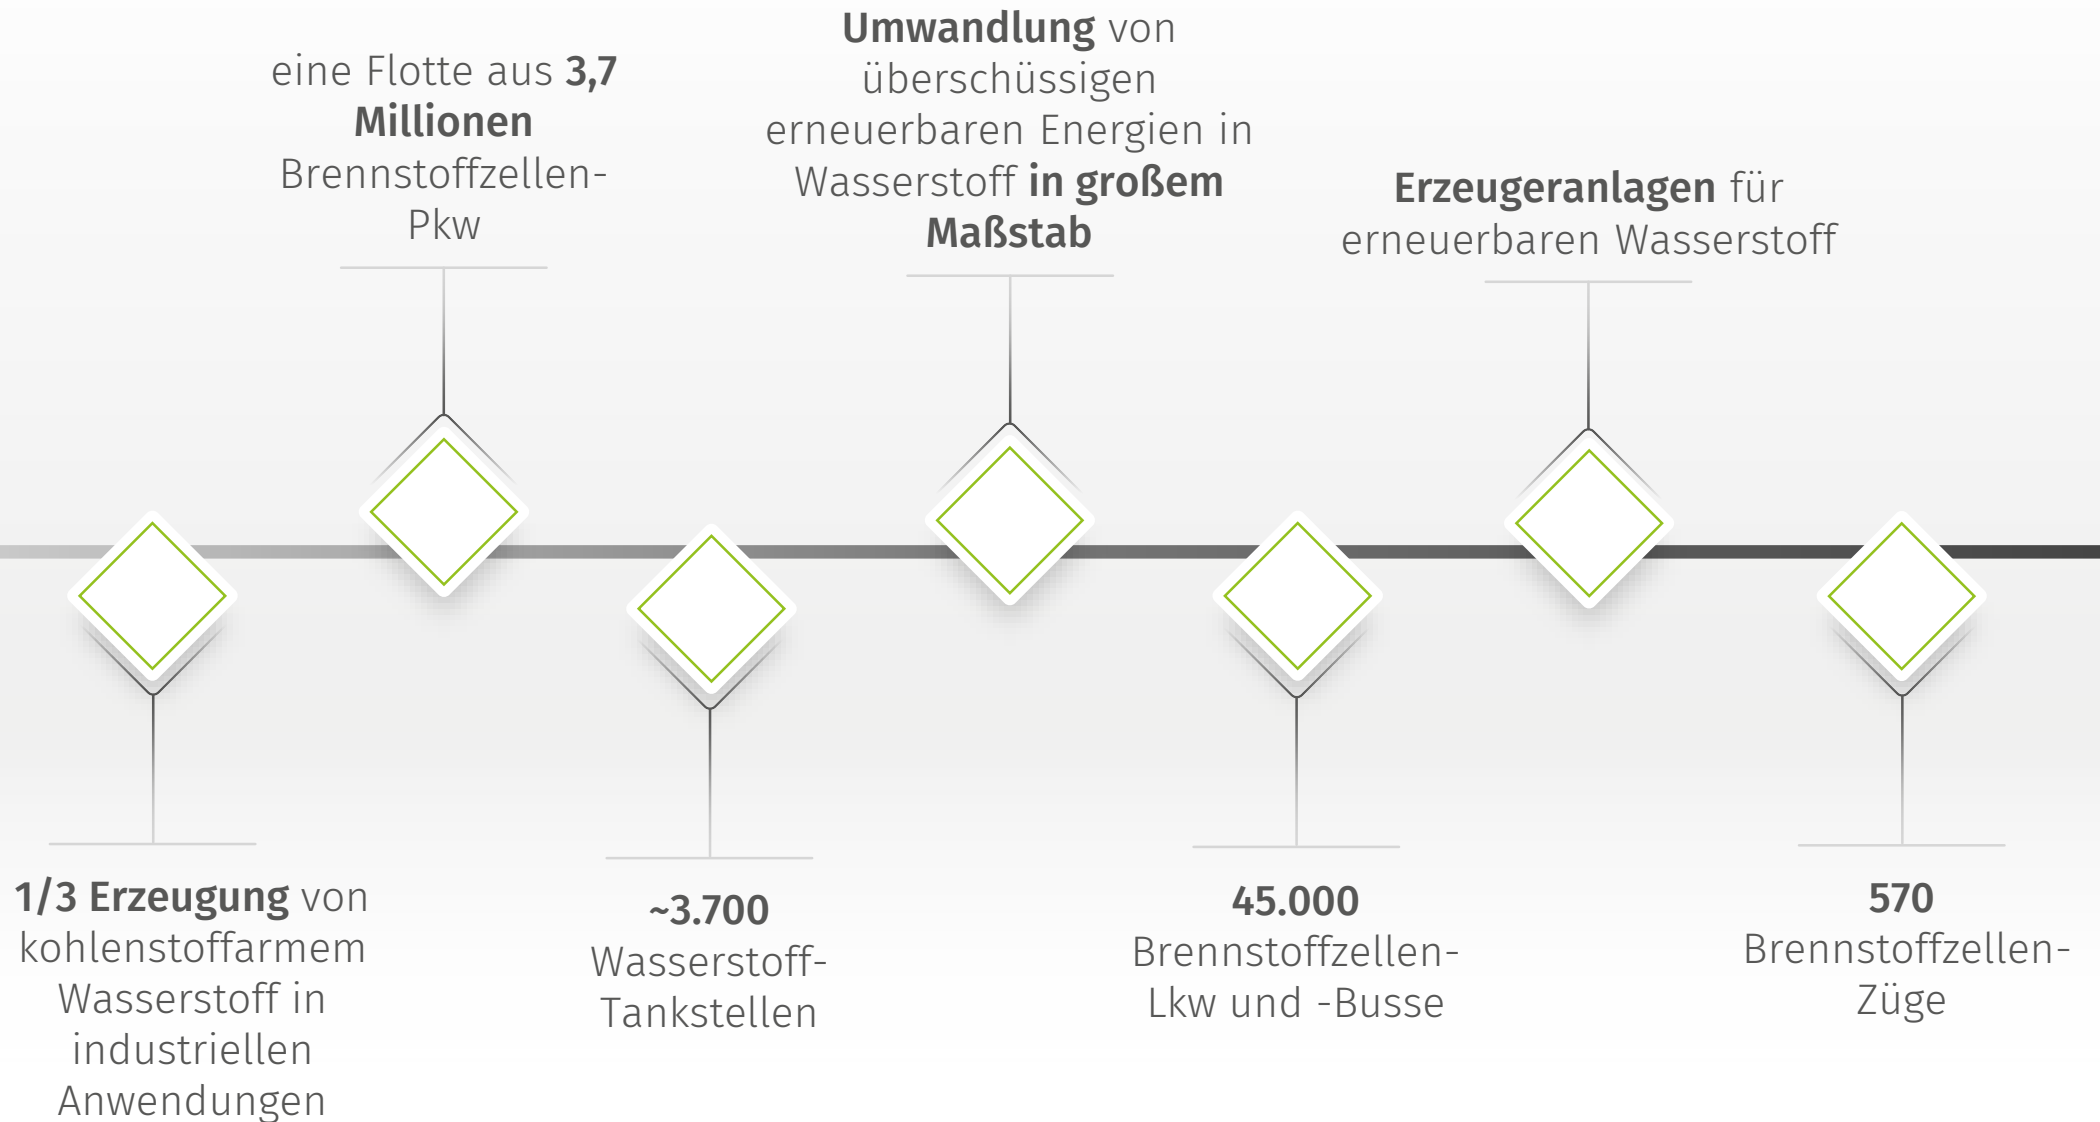 eine Flotte aus 3,7
Millionen
Brennstoffzellen-
Pkw
Umwandlung von
überschüssigen
erneuerbaren Energien in
Wasserstoff in großem
Maßstab
Erzeugeranlagen für
erneuerbaren Wasserstoff
1/3 Erzeugung von
kohlenstoffarmem
Wasserstoff in
industriellen
Anwendungen
~3.700
Wasserstoff-
Tankstellen
45.000
Brennstoffzellen-
Lkw und -Busse
570
Brennstoffzellen-
Züge